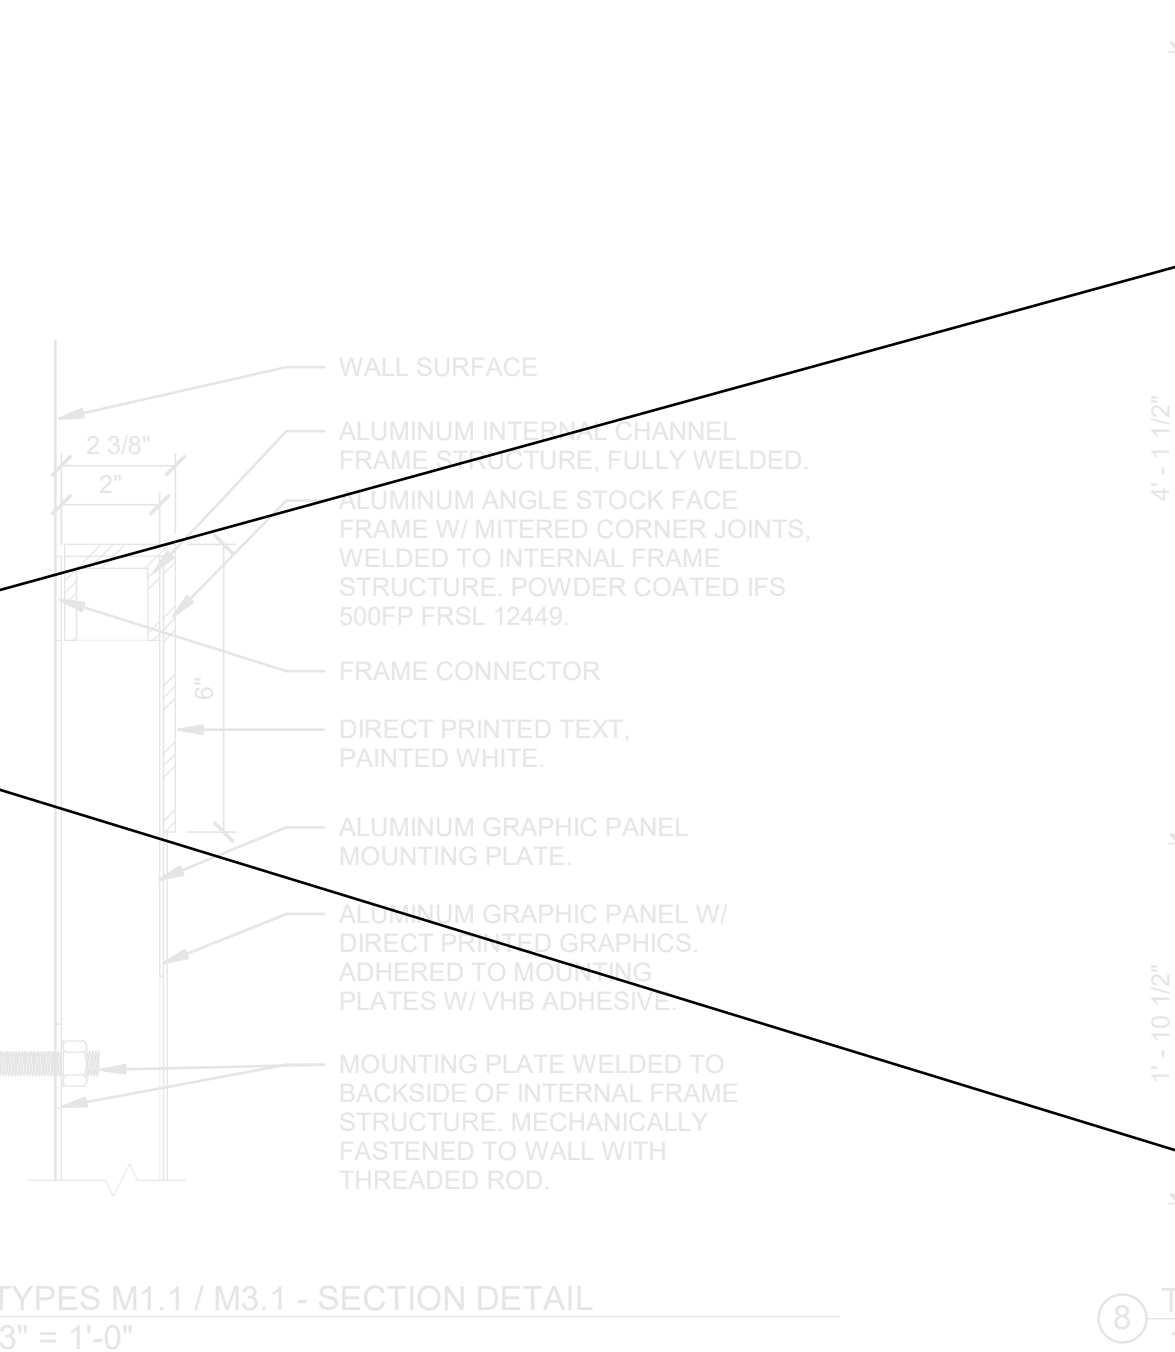 WALL SURFACE
2 3/8"
2"
ALUMINUM INTERNAL CHANNEL
FRAME STRUCTURE, FULLY WELDED.
ALUMINUM ANGLE STOCK FACE
FRAME W/ MITERED CORNER JOINTS,
WELDED TO INTERNAL FRAME
STRUCTURE. POWDER COATED IFS
500FP FRSL 12449.
FRAME CONNECTOR
6"
DIRECT PRINTED TEXT,
PAINTED WHITE.
ALUMINUM GRAPHIC PANEL
MOUNTING PLATE.
ALUMINUM GRAPHIC PANEL W/
DIRECT PRINTED GRAPHICS.
ADHERED TO MOUNTING
PLATES W/ VHB ADHESIVE.
MOUNTING PLATE WELDED TO
BACKSIDE OF INTERNAL FRAME
STRUCTURE. MECHANICALLY
FASTENED TO WALL WITH
THREADED ROD.
4' - 1 1/2"
1' - 10 1/2"
TYPES M1.1 / M3.1 - SECTION DETAIL
3" = 1'-0"
8